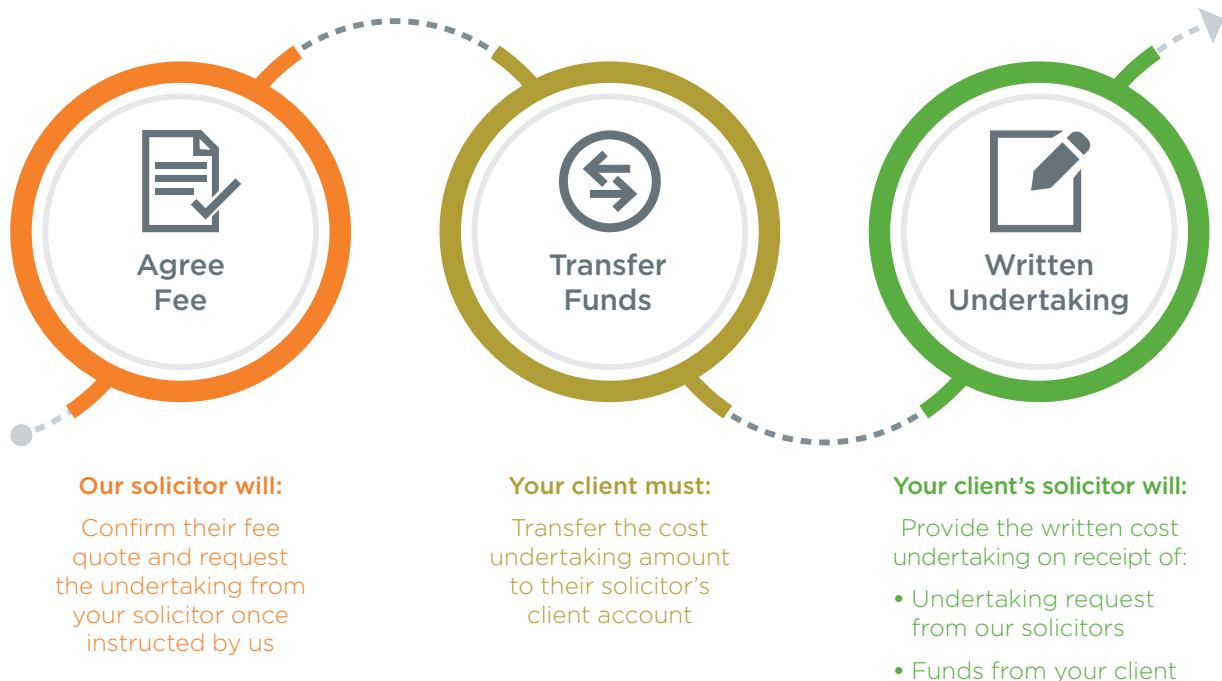 Agree
Fee
Transfer
Funds
Written
Undertaking
Our solicitor will:
Confirm their fee
quote and request
the undertaking from
your solicitor once
instructed by us
Your client must:
Transfer the cost
undertaking amount
to their solicitor's
client account
Your client's solicitor will:
Provide the written cost
undertaking on receipt of:
• Undertaking request
from our solicitors
• Funds from your client